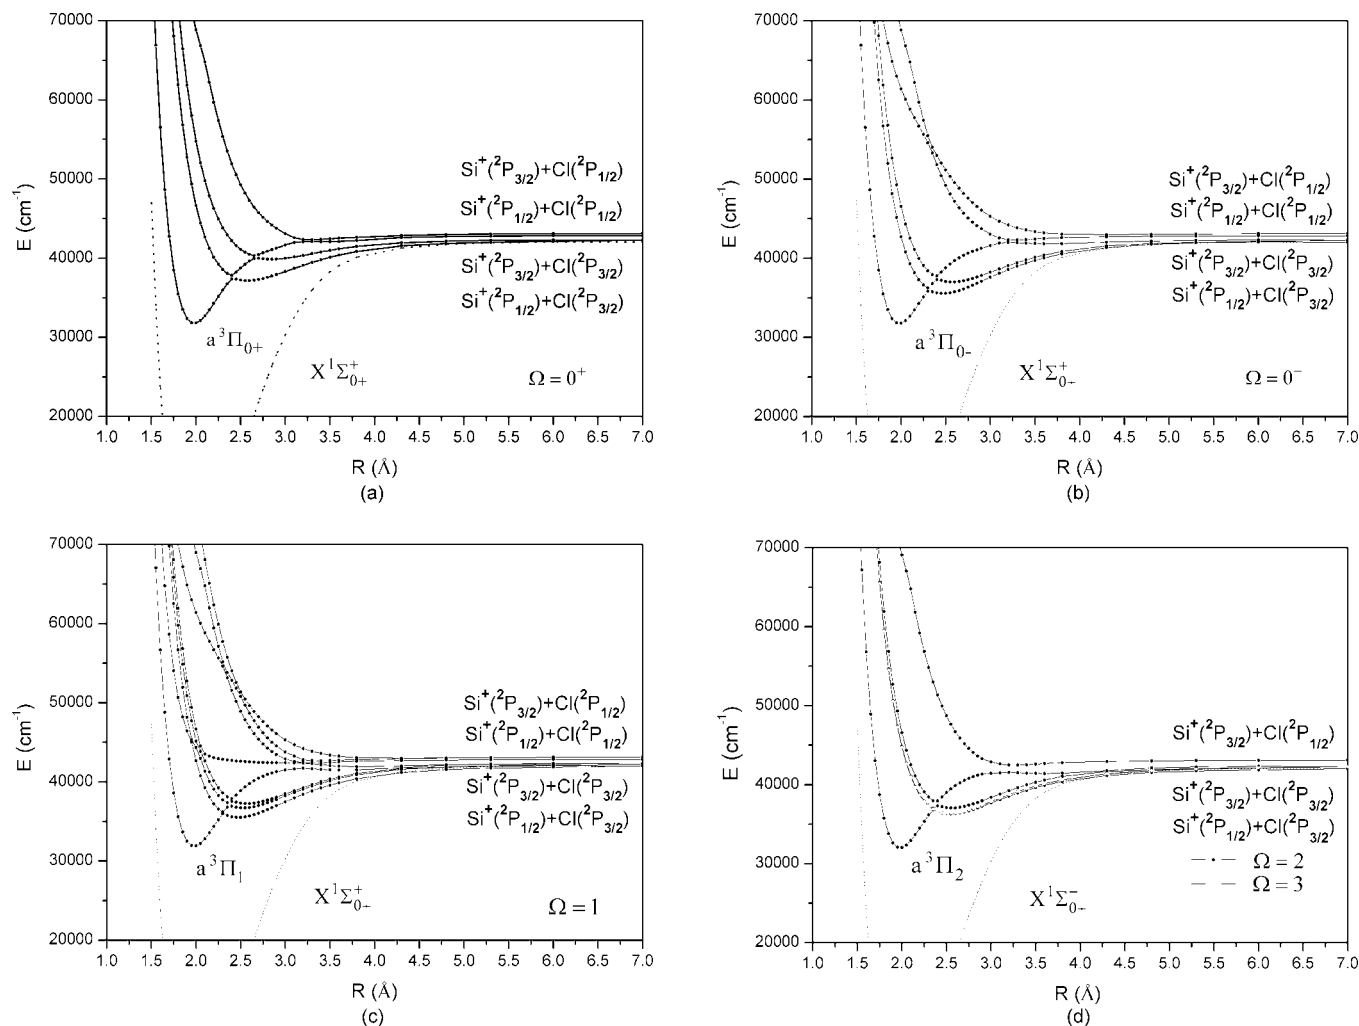 70000
60000
50000
40000
30000
20000
E (cm⁻¹)
Si⁺(²P₃/₂)+Cl(²P₁/₂)
Si⁺(²P₁/₂)+Cl(²P₁/₂)
Si⁺(²P₃/₂)+Cl(²P₃/₂)
Si⁺(²P₁/₂)+Cl(²P₃/₂)
a³Π₀₊
X¹Σ⁺₀₊
Ω = 0⁺
1.0 1.5 2.0 2.5 3.0 3.5 4.0 4.5 5.0 5.5 6.0 6.5 7.0
R (Å)
(a)
70000
60000
50000
40000
30000
20000
E (cm⁻¹)
Si⁺(²P₃/₂)+Cl(²P₁/₂)
Si⁺(²P₁/₂)+Cl(²P₁/₂)
Si⁺(²P₃/₂)+Cl(²P₃/₂)
Si⁺(²P₁/₂)+Cl(²P₃/₂)
a³Π₀₋
X¹Σ⁺₀₊
Ω = 0⁻
1.0 1.5 2.0 2.5 3.0 3.5 4.0 4.5 5.0 5.5 6.0 6.5 7.0
R (Å)
(b)
70000
60000
50000
40000
30000
20000
E (cm⁻¹)
Si⁺(²P₃/₂)+Cl(²P₁/₂)
Si⁺(²P₁/₂)+Cl(²P₁/₂)
Si⁺(²P₃/₂)+Cl(²P₃/₂)
Si⁺(²P₁/₂)+Cl(²P₃/₂)
a³Π₁
X¹Σ⁺₀₊
Ω = 1
1.0 1.5 2.0 2.5 3.0 3.5 4.0 4.5 5.0 5.5 6.0 6.5 7.0
R (Å)
(c)
70000
60000
50000
40000
30000
20000
E (cm⁻¹)
Si⁺(²P₃/₂)+Cl(²P₁/₂)
Si⁺(²P₃/₂)+Cl(²P₃/₂)
Si⁺(²P₁/₂)+Cl(²P₃/₂)
Ω = 2
Ω = 3
a³Π₂
X¹Σ⁻₀₊
1.0 1.5 2.0 2.5 3.0 3.5 4.0 4.5 5.0 5.5 6.0 6.5 7.0
R (Å)
(d)